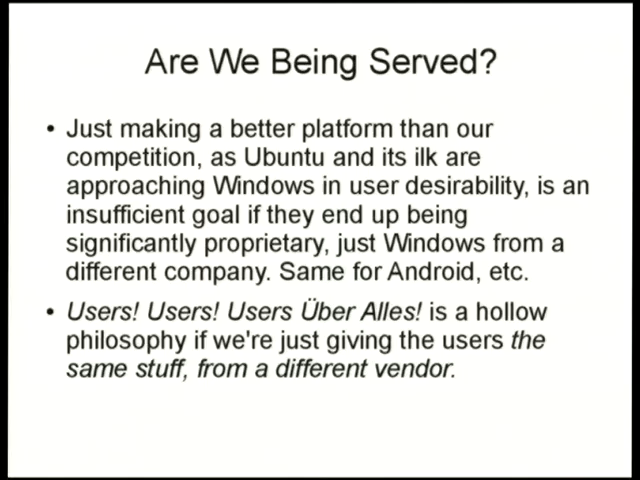 Are We Being Served?
• Just making a better platform than our
competition, as Ubuntu and its ilk are
approaching Windows in user desirability, is an
insufficient goal if they end up being
significantly proprietary, just Windows from a
different company. Same for Android, etc.
• Users! Users! Users Über Alles! is a hollow
philosophy if we're just giving the users the
same stuff, from a different vendor.